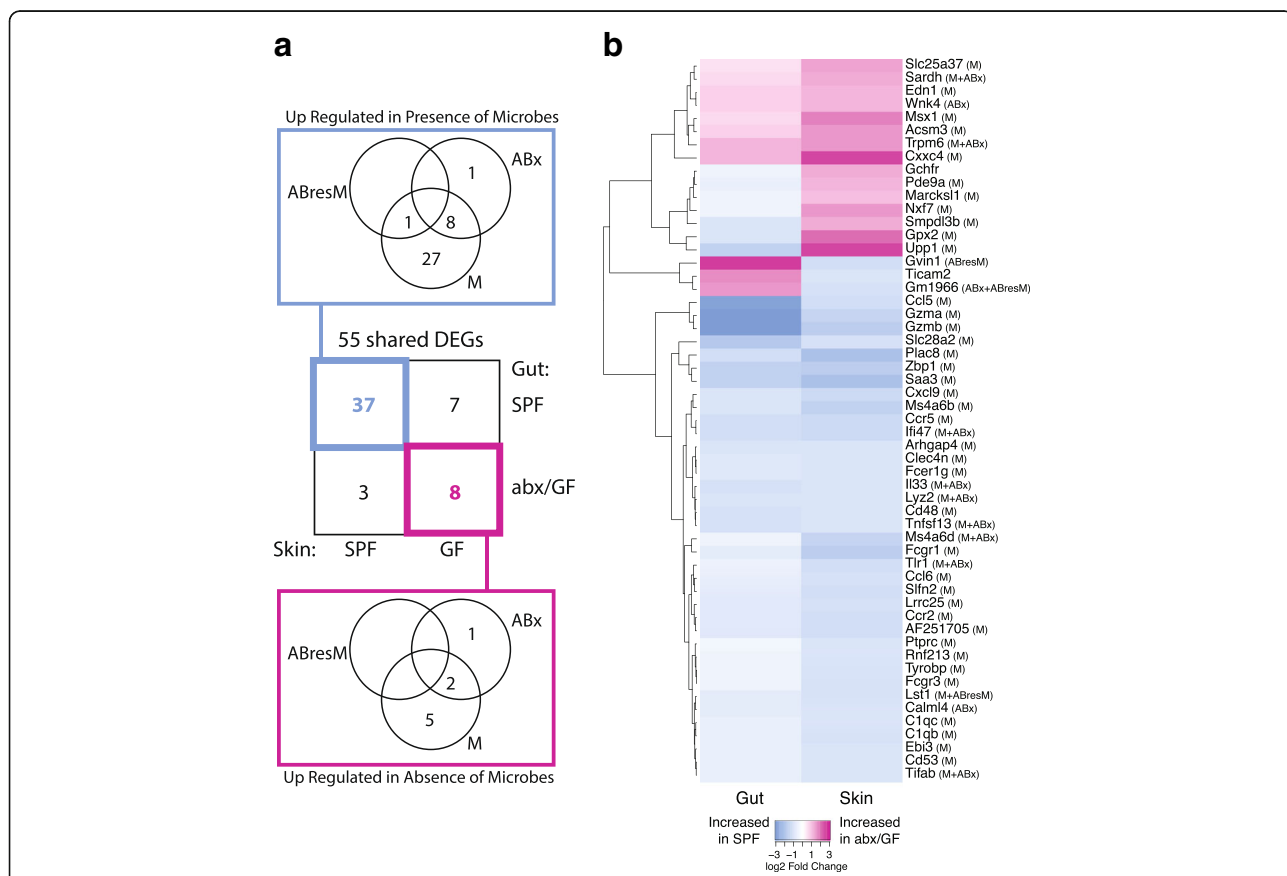 a
Up Regulated in Presence of Microbes
ABresM
ABx
1
1
8
27
M
55 shared DEGs
Gut:
37
7
SPF
3
8
abx/GF
Skin:
SPF
GF
ABresM
ABx
1
2
5
M
Up Regulated in Absence of Microbes
b
Slc25a37 (M)
Sardh (M+ABx)
Edn1 (M)
Wnk4 (ABx)
Msx1 (M)
Acsm3 (M)
Trpm6 (M+ABx)
Cxxc4 (M)
Gchfr
Pde9a (M)
Marcksl1 (M)
Nxf7 (M)
Smpdl3b (M)
Gpx2 (M)
Upp1 (M)
Gvin1 (ABresM)
Ticam2
Gm1966 (ABx+ABresM)
Ccl5 (M)
Gzma (M)
Gzmb (M)
Slc28a2 (M)
Plac8 (M)
Zbp1 (M)
Saa3 (M)
Cxcl9 (M)
Ms4a6b (M)
Ccr5 (M)
Ifi47 (M+ABx)
Arhgap4 (M)
Clec4n (M)
Fcer1g (M)
Il33 (M+ABx)
Lyz2 (M+ABx)
Cd48 (M)
Tnfsf13 (M+ABx)
Ms4a6d (M+ABx)
Fcgr1 (M)
Tlr1 (M+ABx)
Ccl6 (M)
Slfn2 (M)
Lrrc25 (M)
Ccr2 (M)
AF251705 (M)
Ptprc (M)
Rnf213 (M)
Tyrobp (M)
Fcgr3 (M)
Lst1 (M+ABresM)
Calml4 (ABx)
C1qc (M)
C1qb (M)
Ebi3 (M)
Cd53 (M)
Tifab (M+ABx)
Gut
Skin
Increased in SPF
Increased in abx/GF
−3 −1 1 3
log2 Fold Change